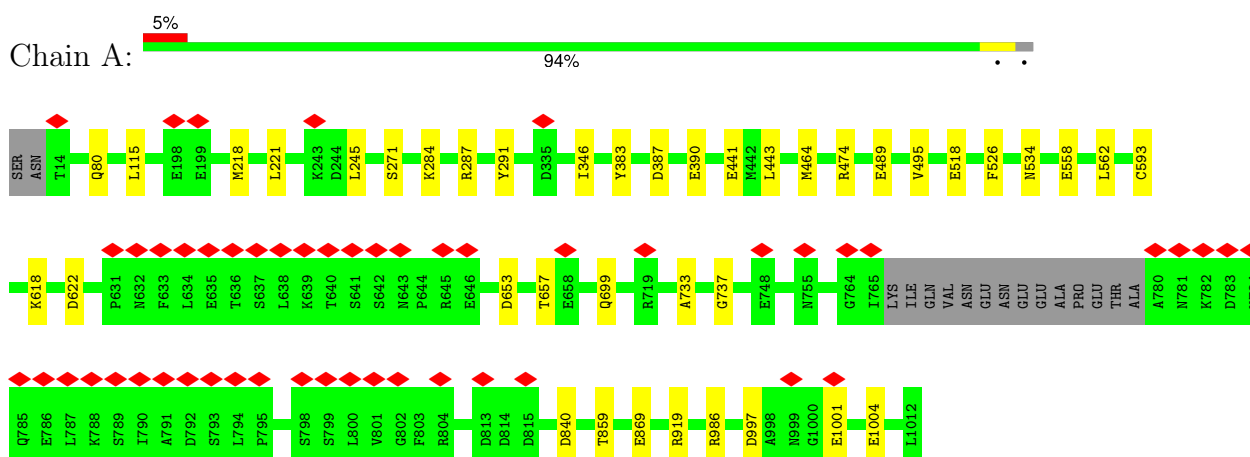 5%
Chain A:
94%
• •
SER ASN T14 Q80 L115 E198 E199 M218 L221 K243 D244 L245 S271 K284 R287 Y291 D335 I346 Y383 D387 E390 E441 M442 L443 M464 R474 E489 V495 E518 F526 N534 E558 L562 C593
K618 D622 P631 N632 F633 L634 E635 T636 S637 L638 K639 T640 S641 S642 N643 P644 R645 E646 D653 T657 E658 Q699 R719 A733 G737 E748 N755 G764 I765 LYS ILE GLN VAL ASN GLU ASN GLU GLU ALA PRO GLU THR ALA A780 N781 K782 D783
Q785 E786 L787 K788 S789 I790 A791 D792 S793 L794 P795 S798 S799 L800 V801 G802 F803 R804 D813 D814 D815 D840 T859 E869 R919 R986 D997 A998 N999 G1000 E1001 E1004 L1012